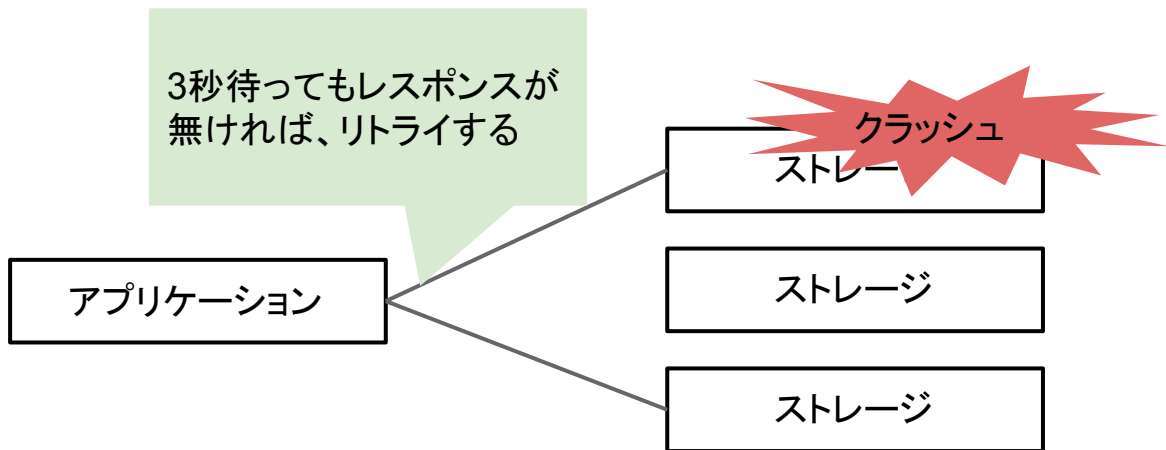 3秒待ってもレスポンスが
無ければ、リトライする
クラッシュ
ストレー
アプリケーション
ストレージ
ストレージ